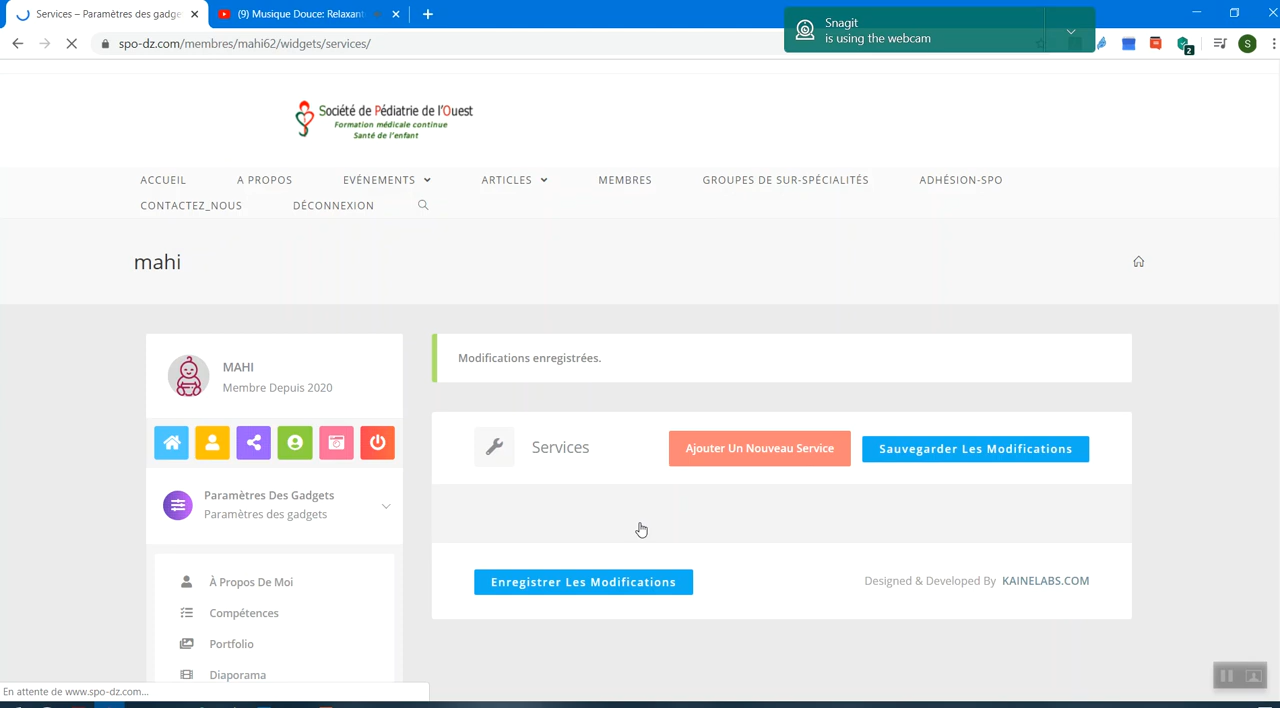 Services – Paramètres des gadge
(9) Musique Douce: Relaxant
Snagit
is using the webcam
spo-dz.com/membres/mahi62/widgets/services/
2
S
Société de Pédiatrie de l'Ouest
Formation médicale continue
Santé de l'enfant
ACCUEIL
A PROPOS
EVÉNEMENTS
ARTICLES
MEMBRES
GROUPES DE SUR-SPÉCIALITÉS
ADHÉSION-SPO
CONTACTEZ_NOUS
DÉCONNEXION
mahi
MAHI
Membre Depuis 2020
Modifications enregistrées.
Services
Ajouter Un Nouveau Service
Sauvegarder Les Modifications
Paramètres Des Gadgets
Paramètres des gadgets
Enregistrer Les Modifications
Designed & Developed By KAINELABS.COM
À Propos De Moi
Compétences
Portfolio
Diaporama
En attente de www.spo-dz.com...